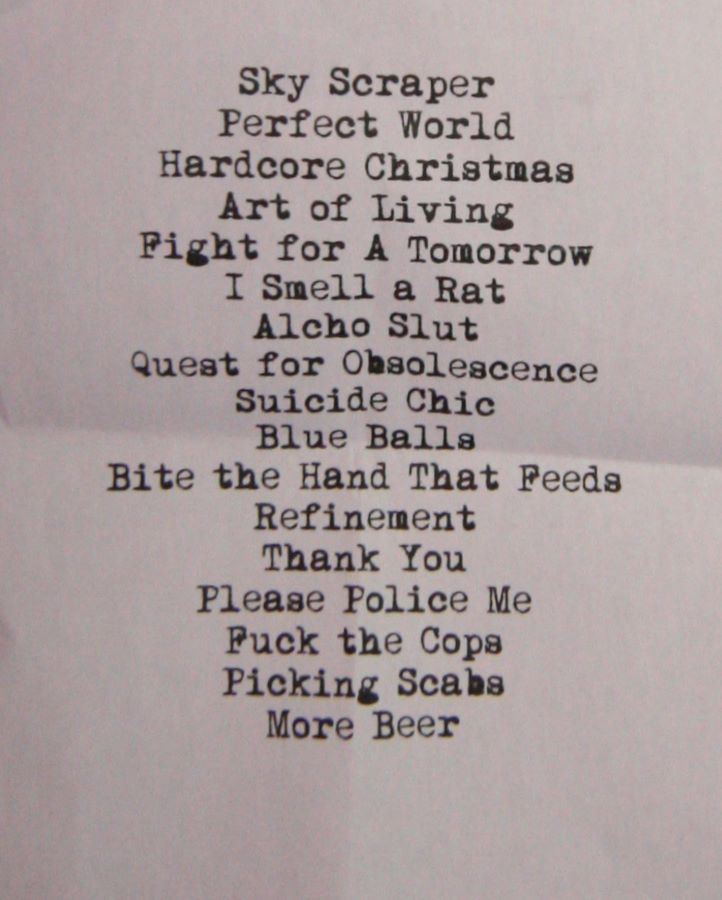 Sky Scraper
Perfect World
Hardcore Christmas
Art of Living
Fight for A Tomorrow
I Smell a Rat
Alcho Slut
Quest for Obsolescence
Suicide Chic
Blue Balls
Bite the Hand That Feeds
Refinement
Thank You
Please Police Me
Fuck the Cops
Picking Scabs
More Beer